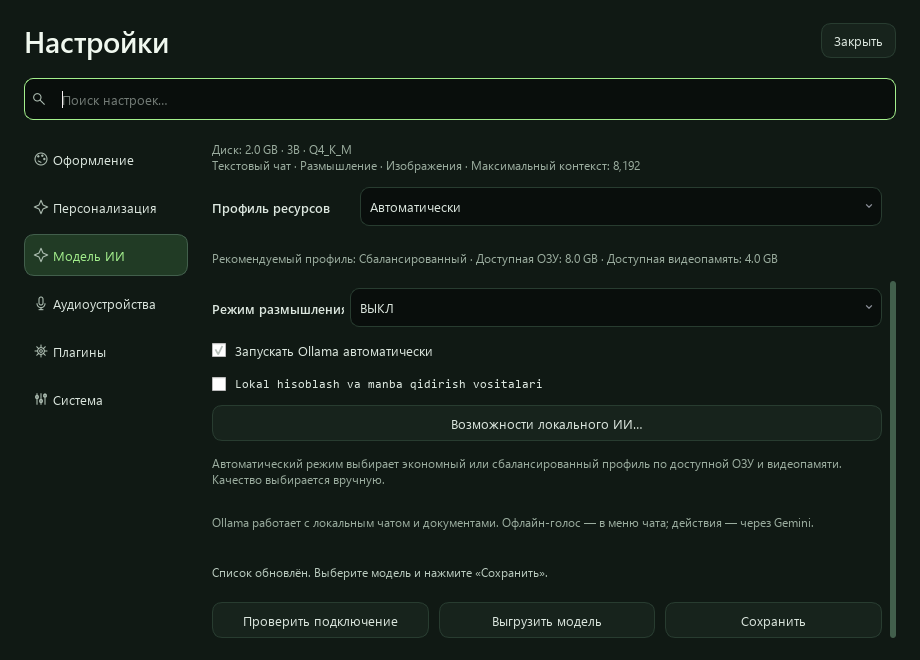 Настройки
Закрыть
Поиск настроек...
Оформление
Персонализация
Модель ИИ
Аудиоустройства
Плагины
Система
Диск: 2.0 GB · 3B · Q4_K_M
Текстовый чат · Размышление · Изображения · Максимальный контекст: 8,192
Профиль ресурсов
Автоматически
Рекомендуемый профиль: Сбалансированный · Доступная ОЗУ: 8.0 GB · Доступная видеопамять: 4.0 GB
Режим размышления
ВЫКЛ
Запускать Ollama автоматически
Lokal hisoblash va manba qidirish vositalari
Возможности локального ИИ...
Автоматический режим выбирает экономный или сбалансированный профиль по доступной ОЗУ и видеопамяти.
Качество выбирается вручную.
Ollama работает с локальным чатом и документами. Офлайн-голос — в меню чата; действия — через Gemini.
Список обновлён. Выберите модель и нажмите «Сохранить».
Проверить подключение
Выгрузить модель
Сохранить